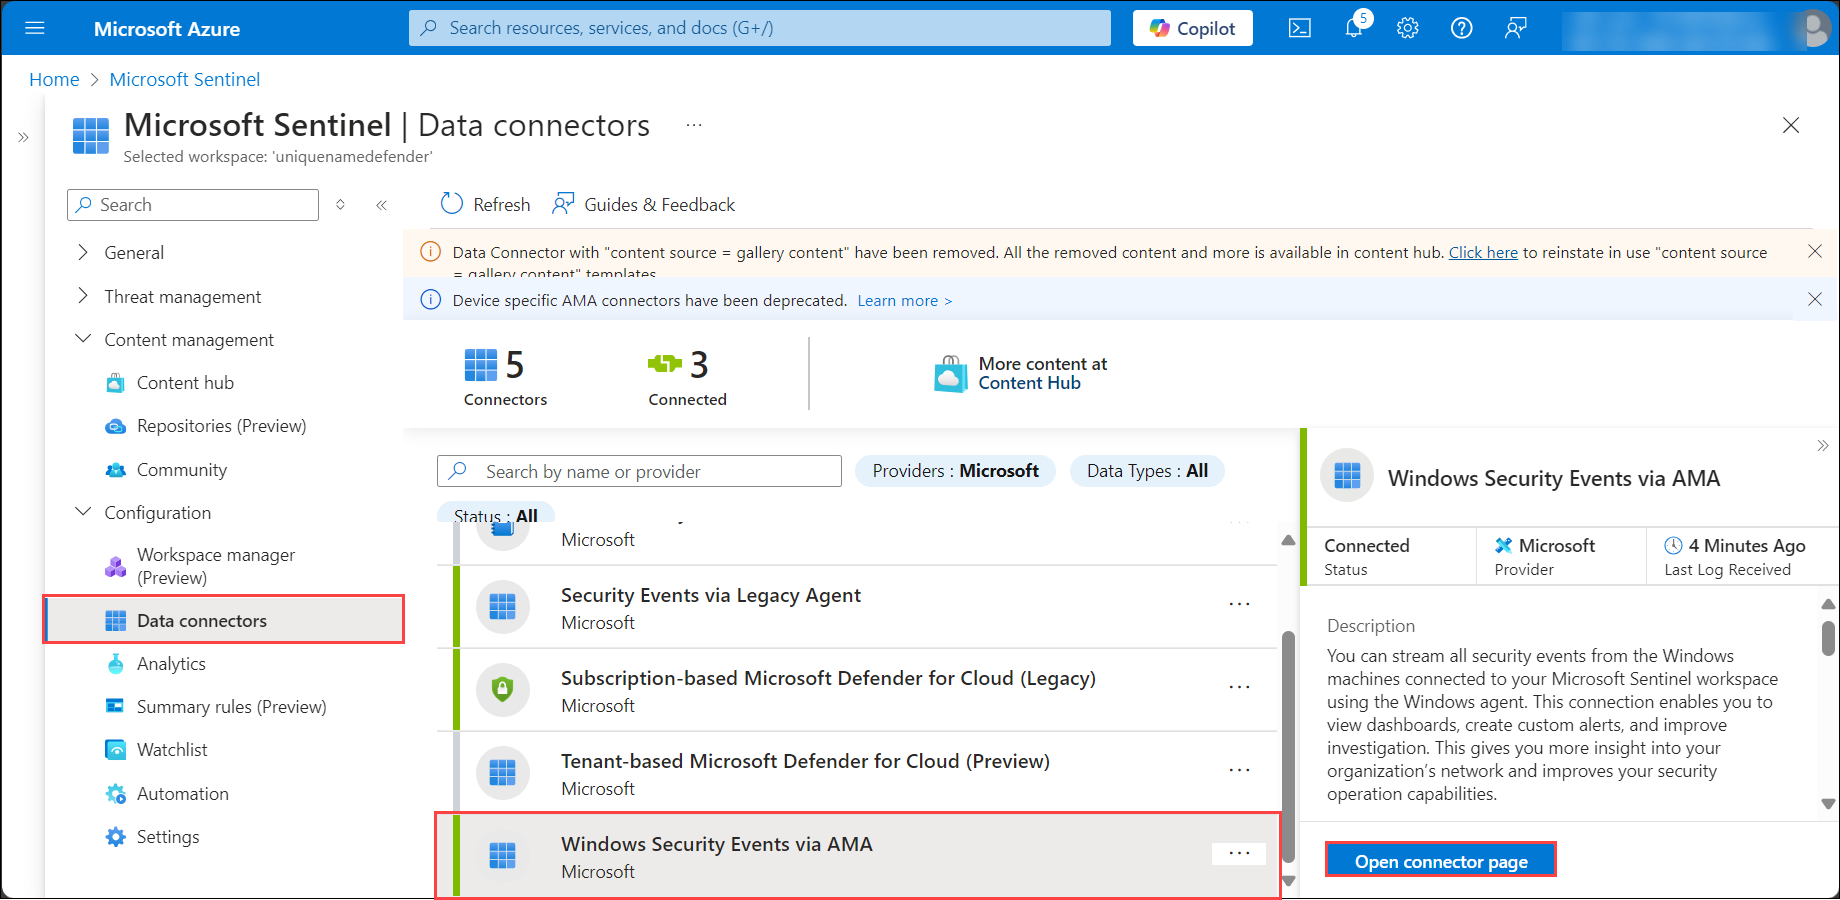 Microsoft Azure
Search resources, services, and docs (G+/)
Copilot
5
Home > Microsoft Sentinel
Microsoft Sentinel | Data connectors ...
Selected workspace: 'uniquenamedefender'
Search
General
Threat management
Content management
Content hub
Repositories (Preview)
Community
Configuration
Workspace manager
(Preview)
Data connectors
Analytics
Summary rules (Preview)
Watchlist
Automation
Settings
Refresh
Guides & Feedback
Data Connector with "content source = gallery content" have been removed. All the removed content and more is available in content hub. Click here to reinstate in use "content source
= gallery content" templates
Device specific AMA connectors have been deprecated. Learn more >
5
Connectors
3
Connected
More content at
Content Hub
Search by name or provider
Providers : Microsoft
Data Types : All
Status : All
Microsoft
Security Events via Legacy Agent
Microsoft
Subscription-based Microsoft Defender for Cloud (Legacy)
Microsoft
Tenant-based Microsoft Defender for Cloud (Preview)
Microsoft
Windows Security Events via AMA
Microsoft
Windows Security Events via AMA
Connected
Status
Microsoft
Provider
4 Minutes Ago
Last Log Received
Description
You can stream all security events from the Windows
machines connected to your Microsoft Sentinel workspace
using the Windows agent. This connection enables you to
view dashboards, create custom alerts, and improve
investigation. This gives you more insight into your
organization's network and improves your security
operation capabilities.
Open connector page